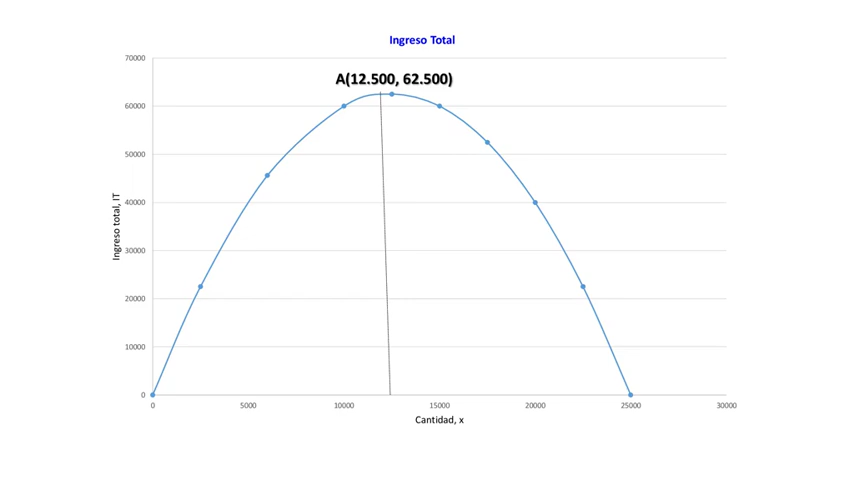 Ingreso Total
70000
A(12.500, 62.500)
60000
50000
40000
30000
20000
10000
0
Ingreso total, IT
0 5000 10000 15000 20000 25000 30000
Cantidad, x